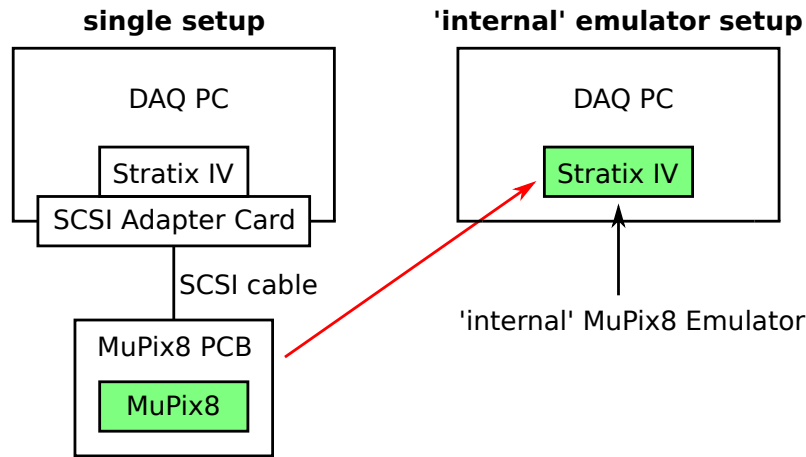 single setup
DAQ PC
Stratix IV
SCSI Adapter Card
SCSI cable
MuPix8 PCB
MuPix8
'internal' emulator setup
DAQ PC
Stratix IV
'internal' MuPix8 Emulator